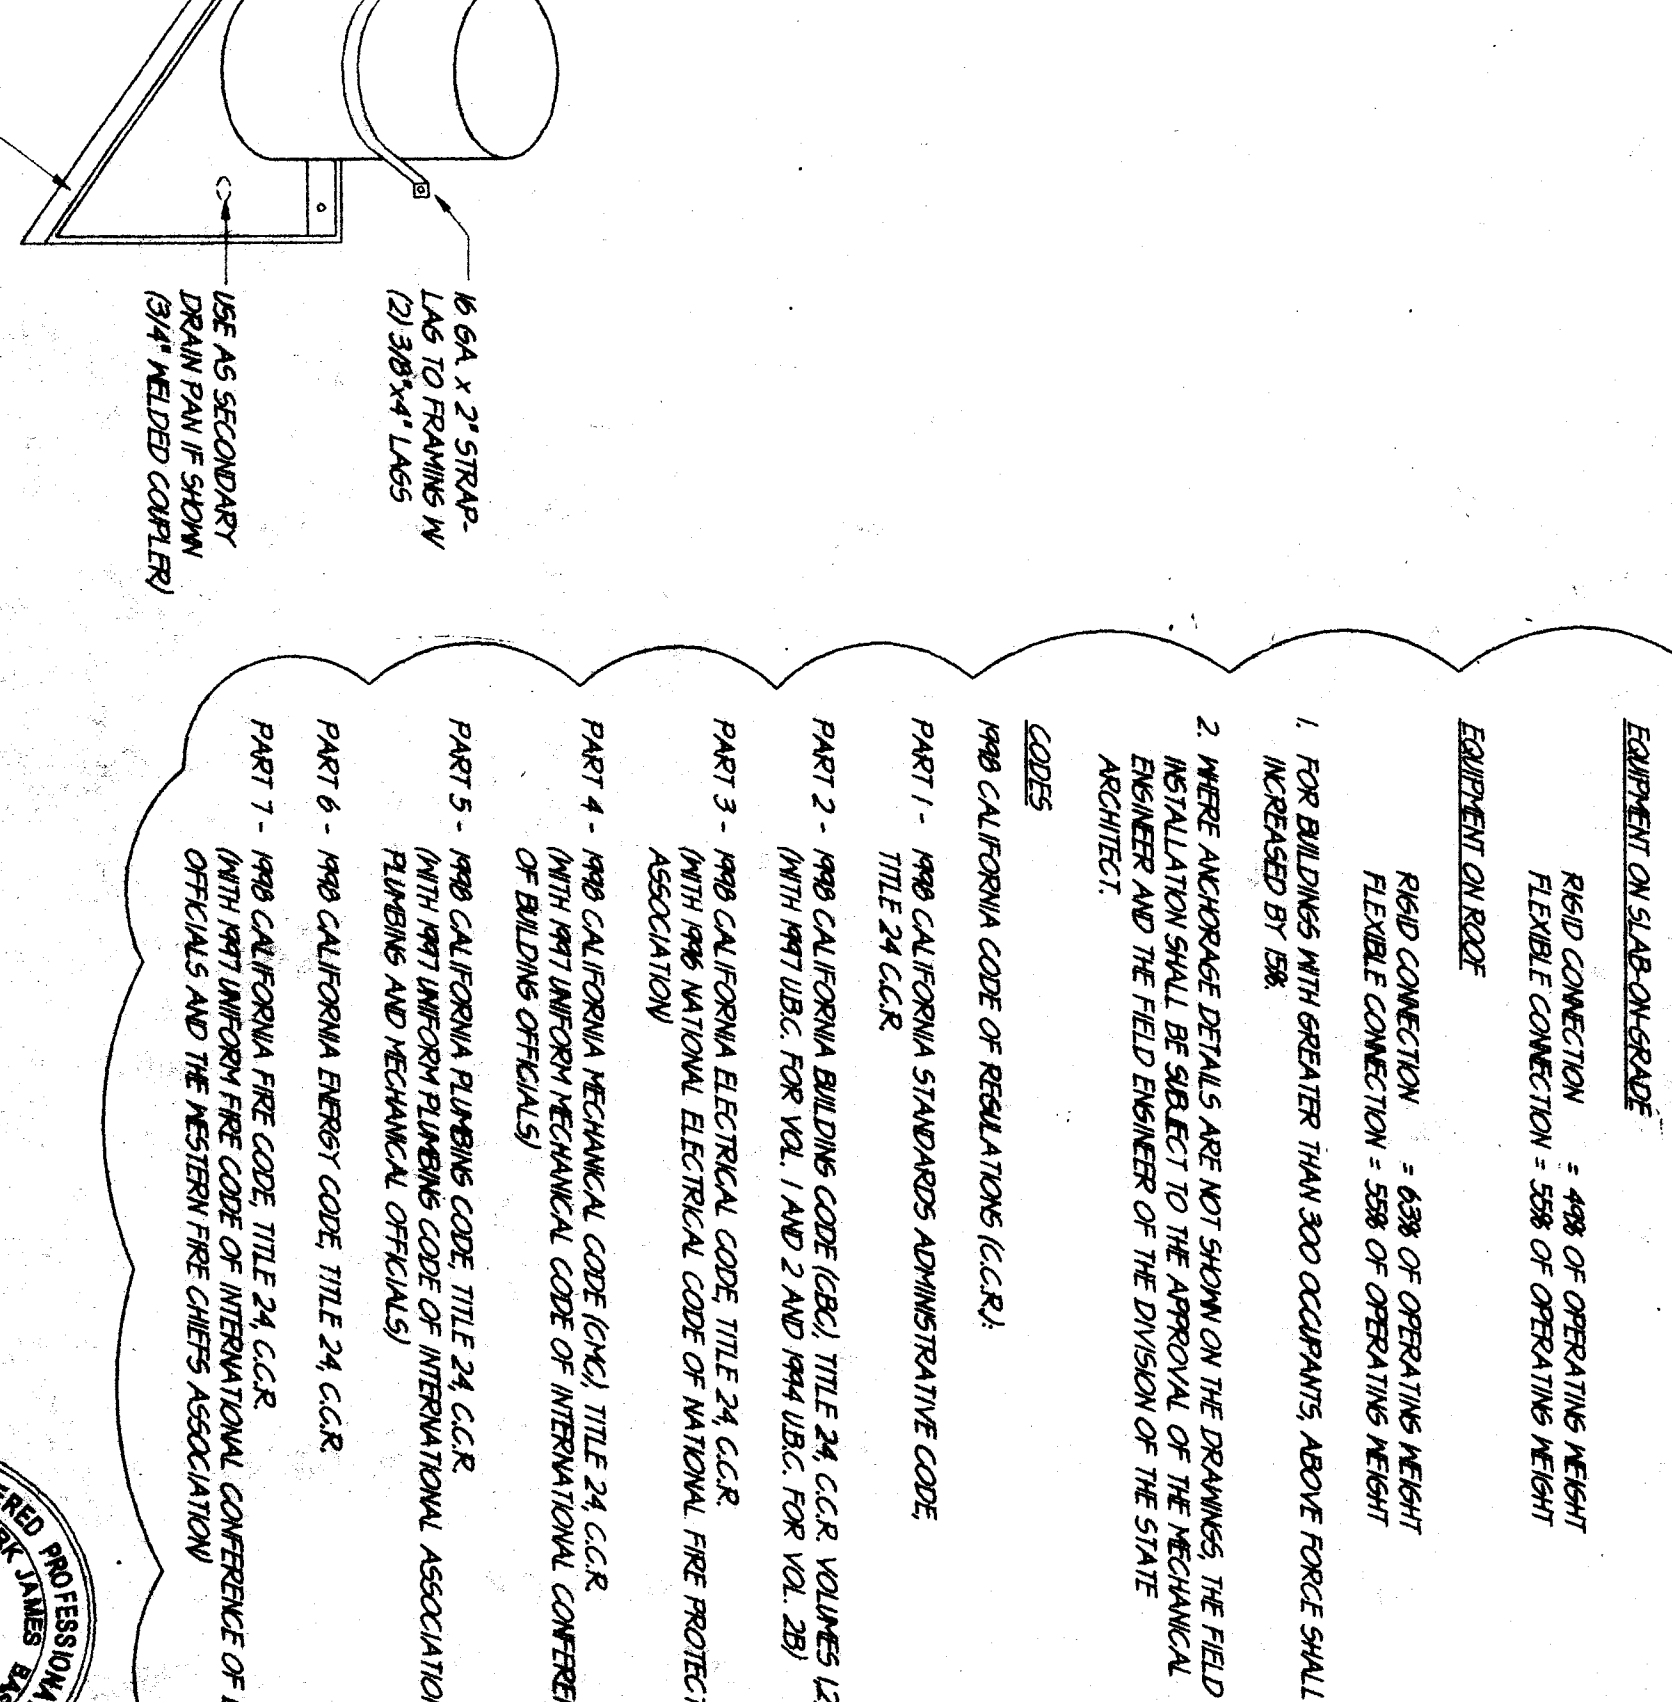 EQUIPMENT ON SLAB-ON-GRADE
RIGID CONNECTION = 49% OF OPERATING WEIGHT
FLEXIBLE CONNECTION = 55% OF OPERATING WEIGHT
EQUIPMENT ON ROOF
RIGID CONNECTION = 63% OF OPERATING WEIGHT
FLEXIBLE CONNECTION = 55% OF OPERATING WEIGHT
1. FOR BUILDINGS WITH GREATER THAN 300 OCCUPANTS, ABOVE FORCE SHALL
INCREASED BY 15%.
2. WHERE ANCHORAGE DETAILS ARE NOT SHOWN ON THE DRAWINGS, THE FIELD
INSTALLATION SHALL BE SUBJECT TO THE APPROVAL OF THE MECHANICAL
ENGINEER AND THE FIELD ENGINEER OF THE DIVISION OF THE STATE
ARCHITECT.
CODES
1998 CALIFORNIA CODE OF REGULATIONS (C.C.R.):
PART 1 - 1998 CALIFORNIA STANDARDS ADMINISTRATIVE CODE,
TITLE 24 C.C.R.
PART 2 - 1998 CALIFORNIA BUILDING CODE (CBC), TITLE 24, C.C.R. VOLUMES 1,2
(WITH 1997 U.B.C. FOR VOL. 1 AND 2 AND 1994 U.B.C. FOR VOL. 2B)
PART 3 - 1998 CALIFORNIA ELECTRICAL CODE, TITLE 24, C.C.R.
(WITH 1996 NATIONAL ELECTRICAL CODE OF NATIONAL FIRE PROTECT
ASSOCIATION)
PART 4 - 1998 CALIFORNIA MECHANICAL CODE (CMC), TITLE 24, C.C.R.
(WITH 1997 UNIFORM MECHANICAL CODE OF INTERNATIONAL CONFERE
OF BUILDING OFFICIALS)
PART 5 - 1998 CALIFORNIA PLUMBING CODE, TITLE 24, C.C.R.
(WITH 1997 UNIFORM PLUMBING CODE OF INTERNATIONAL ASSOCIATIO
PLUMBING AND MECHANICAL OFFICIALS)
PART 6 - 1998 CALIFORNIA ENERGY CODE, TITLE 24, C.C.R.
PART 7 - 1998 CALIFORNIA FIRE CODE, TITLE 24, C.C.R.
(WITH 1997 UNIFORM FIRE CODE OF INTERNATIONAL CONFERENCE OF
OFFICIALS AND THE WESTERN FIRE CHIEFS ASSOCIATION)
16 GA. x 2" STRAP-
LAG TO FRAMING W/
(2) 3/8"x4" LAGS
USE AS SECONDARY
DRAIN PAN IF SHOWN
(3/4" WELDED COUPLER)
ERED PROFESSIONA
RK JAMES BA